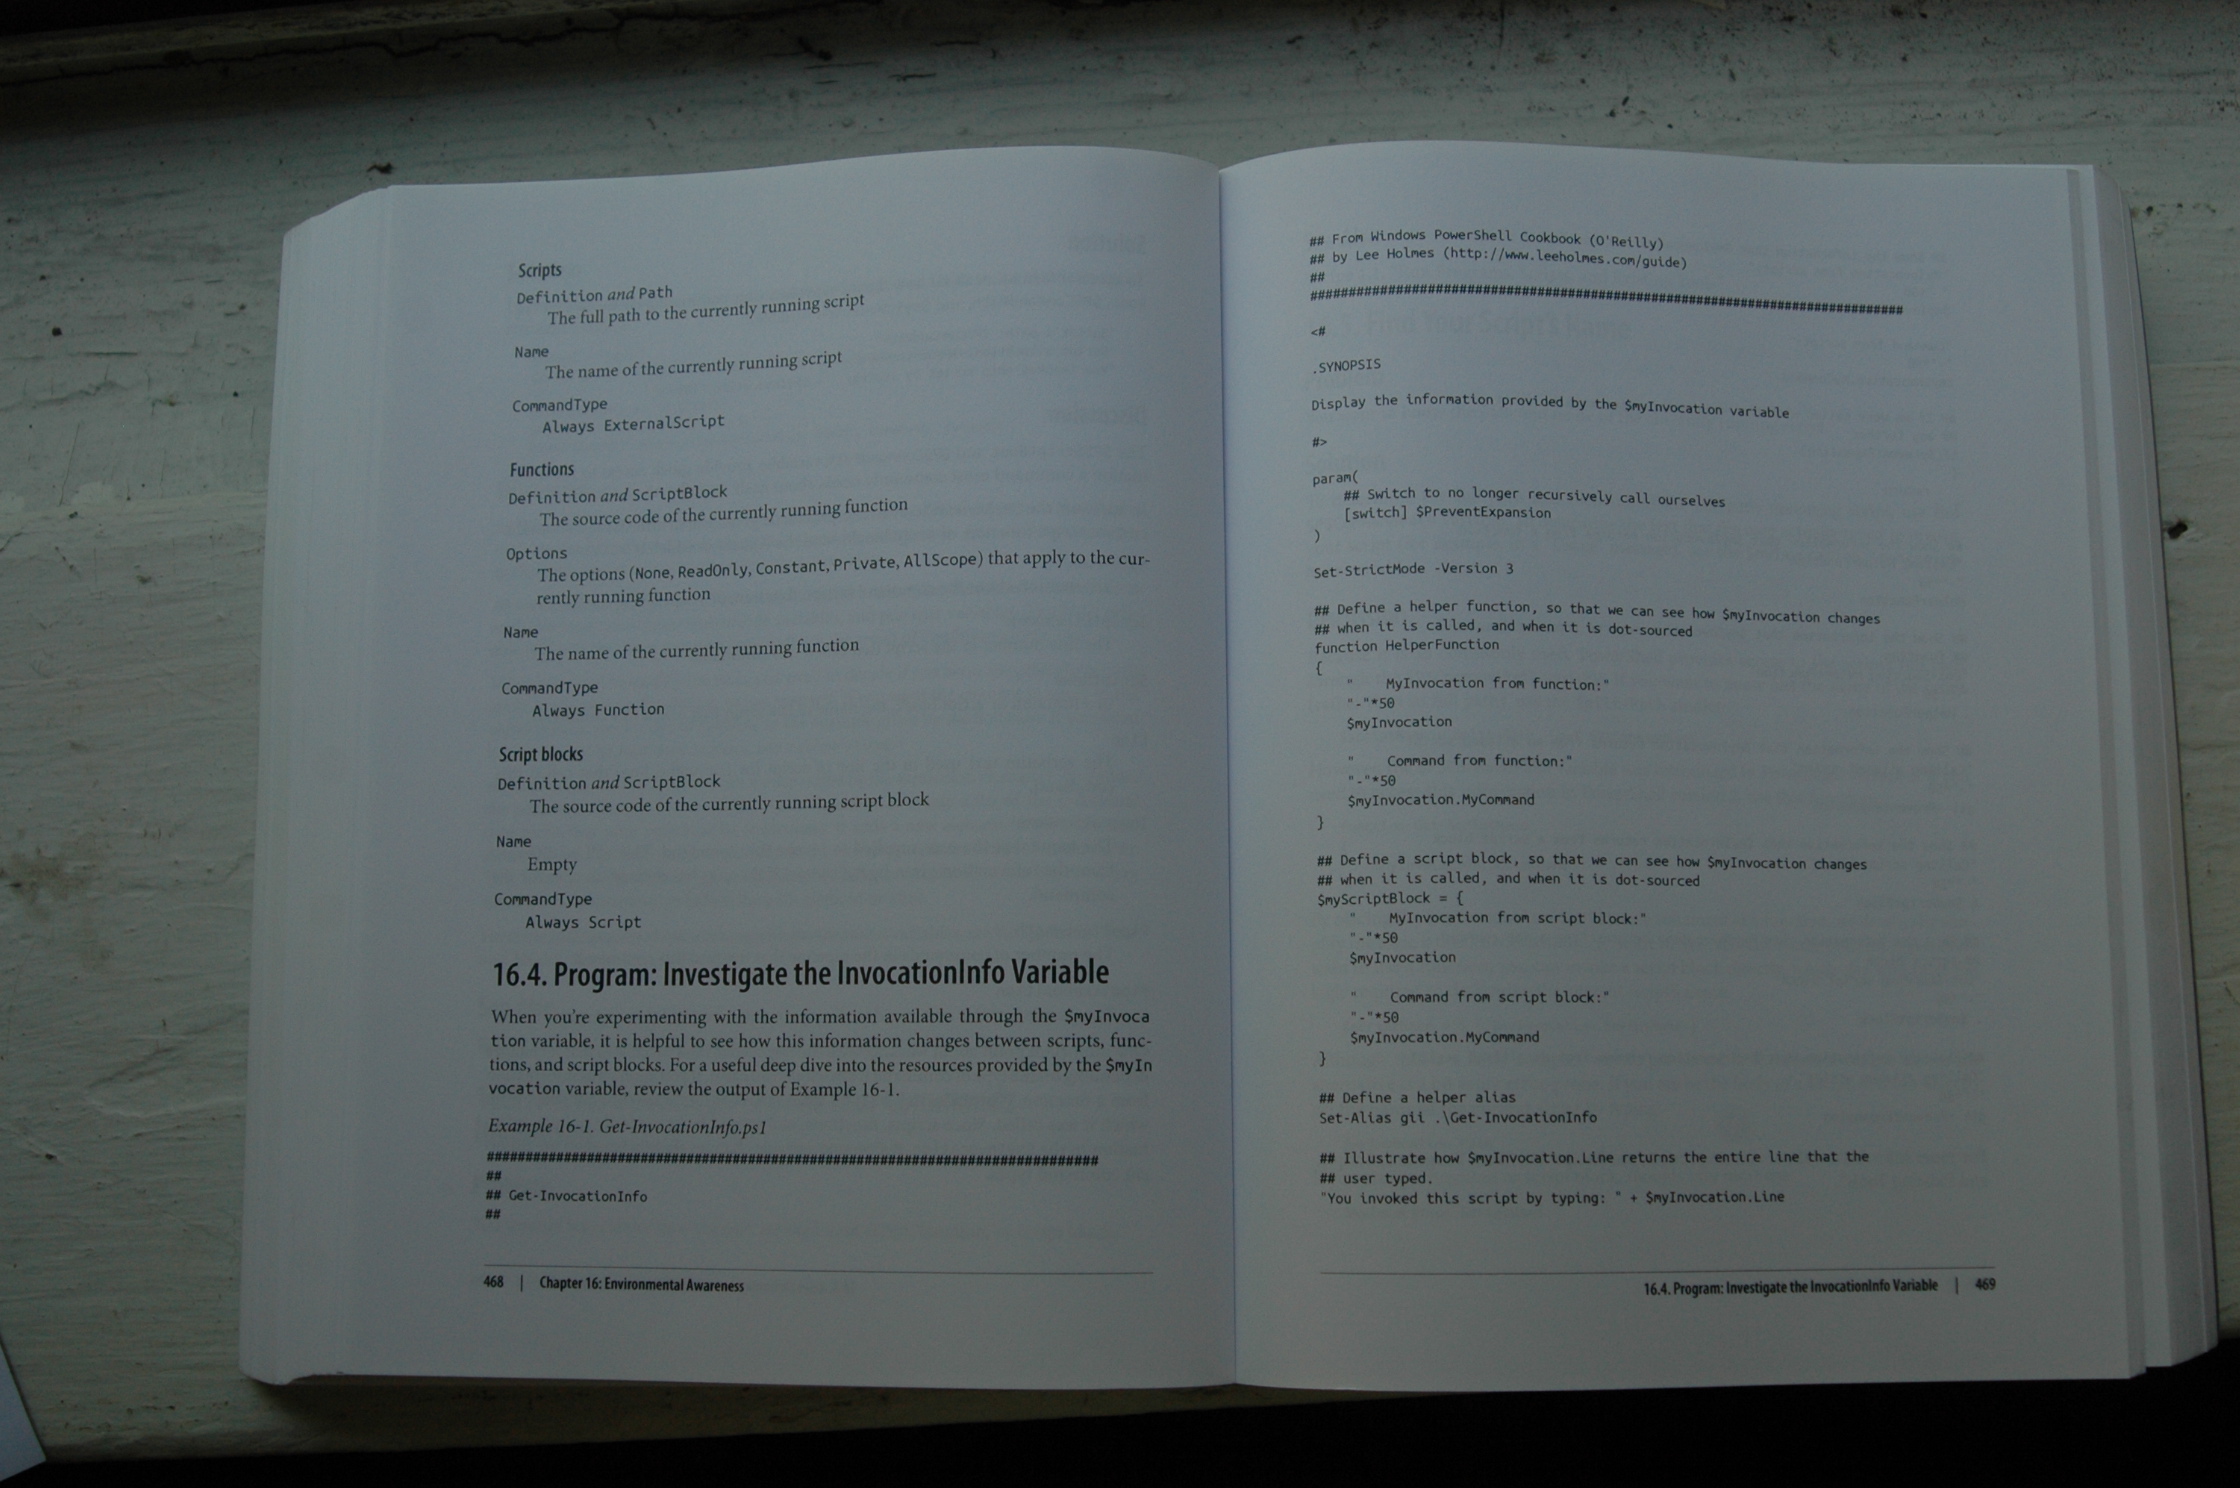 Scripts
Definition and Path
The full path to the currently running script
Name
The name of the currently running script
CommandType
Always ExternalScript
Functions
Definition and ScriptBlock
The source code of the currently running function
Options
The options (None, ReadOnly, Constant, Private, AllScope) that apply to the cur-
rently running function
Name
The name of the currently running function
CommandType
Always Function
Script blocks
Definition and ScriptBlock
The source code of the currently running script block
Name
Empty
CommandType
Always Script
16.4. Program: Investigate the InvocationInfo Variable
When you're experimenting with the information available through the $myInvoca
tion variable, it is helpful to see how this information changes between scripts, func-
tions, and script blocks. For a useful deep dive into the resources provided by the $myIn
vocation variable, review the output of Example 16-1.
Example 16-1. Get-InvocationInfo.ps1
##############################################################################
##
## Get-InvocationInfo
##
468 | Chapter 16: Environmental Awareness
## From Windows PowerShell Cookbook (O'Reilly)
## by Lee Holmes (http://www.leeholmes.com/guide)
##
##############################################################################
<#
.SYNOPSIS
Display the information provided by the $myInvocation variable
#>
param(
    ## Switch to no longer recursively call ourselves
    [switch] $PreventExpansion
)
Set-StrictMode -Version 3
## Define a helper function, so that we can see how $myInvocation changes
## when it is called, and when it is dot-sourced
function HelperFunction
{
    "    MyInvocation from function:"
    "-"*50
    $myInvocation
    "    Command from function:"
    "-"*50
    $myInvocation.MyCommand
}
## Define a script block, so that we can see how $myInvocation changes
## when it is called, and when it is dot-sourced
$myScriptBlock = {
    "    MyInvocation from script block:"
    "-"*50
    $myInvocation
    "    Command from script block:"
    "-"*50
    $myInvocation.MyCommand
}
## Define a helper alias
Set-Alias gii .\Get-InvocationInfo
## Illustrate how $myInvocation.Line returns the entire line that the
## user typed.
"You invoked this script by typing: " + $myInvocation.Line
16.4. Program: Investigate the InvocationInfo Variable | 469